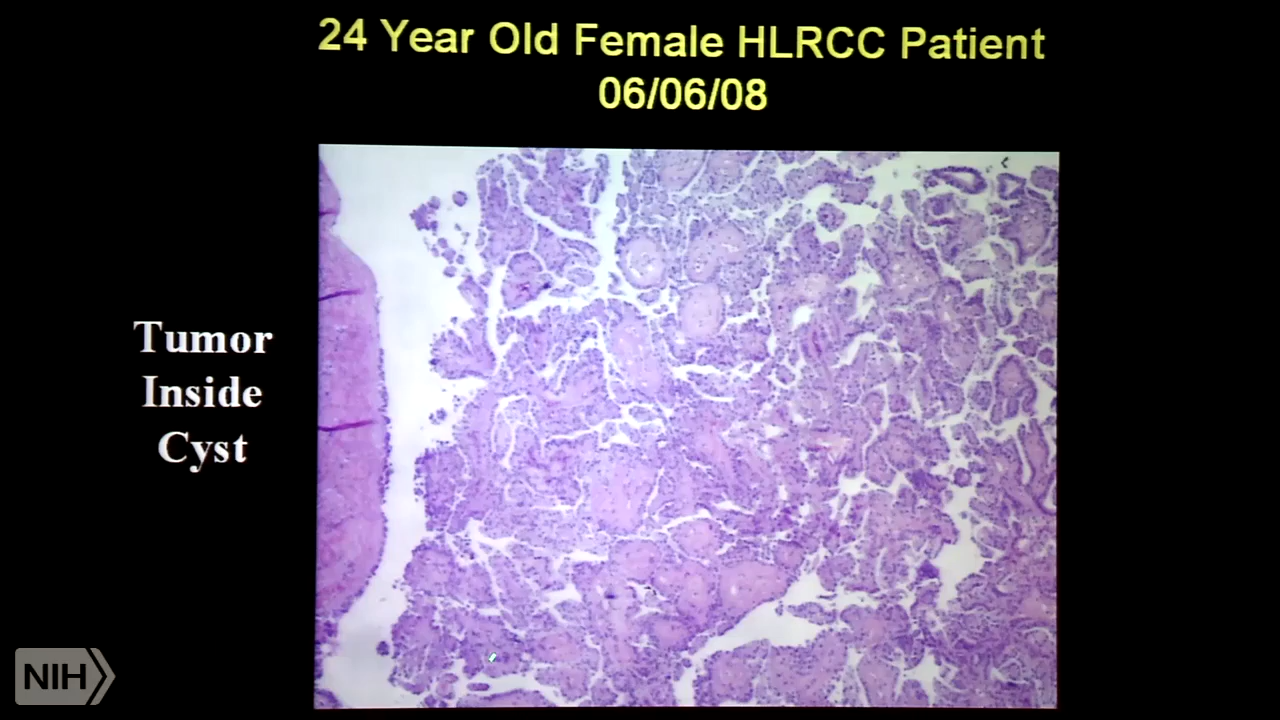 24 Year Old Female HLRCC Patient
06/06/08
Tumor
Inside
Cyst
NIH